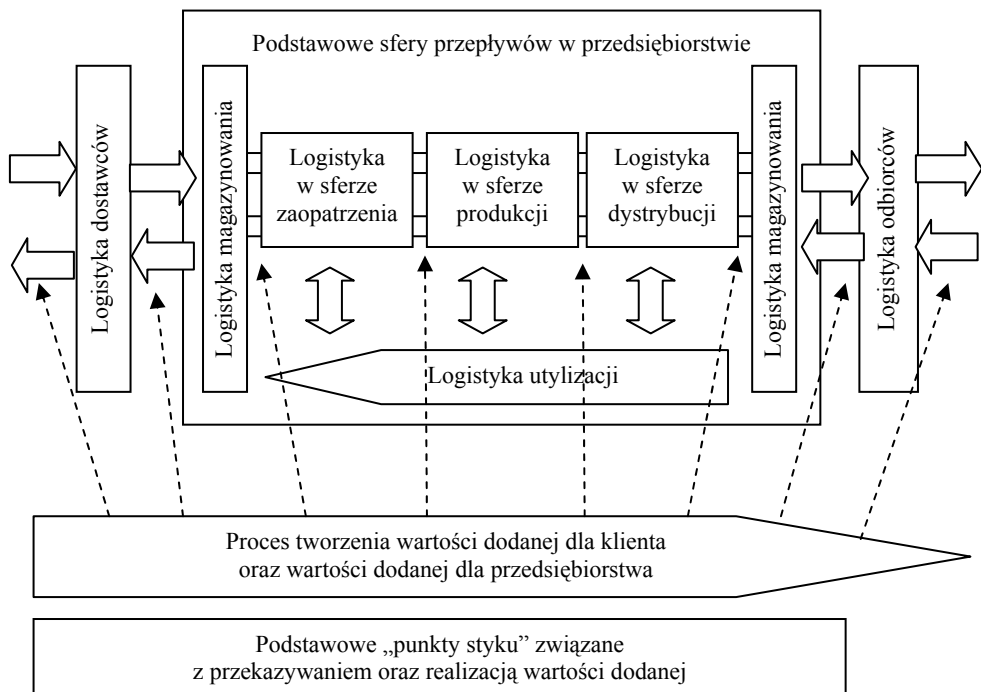 Podstawowe sfery przepływów w przedsiębiorstwie
Logistyka dostawców
Logistyka magazynowania
Logistyka
w sferze
zaopatrzenia
Logistyka
w sferze
produkcji
Logistyka
w sferze
dystrybucji
Logistyka magazynowania
Logistyka odbiorców
Logistyka utylizacji
Proces tworzenia wartości dodanej dla klienta
oraz wartości dodanej dla przedsiębiorstwa
Podstawowe „punkty styku” związane
z przekazywaniem oraz realizacją wartości dodanej